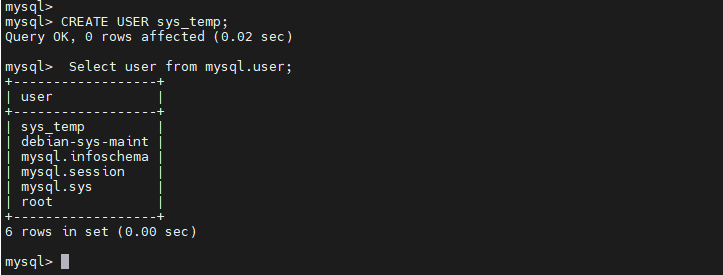 mysql>
mysql> CREATE USER sys_temp;
Query OK, 0 rows affected (0.02 sec)
mysql>  Select user from mysql.user;
+------------------+
| user             |
+------------------+
| sys_temp         |
| debian-sys-maint |
| mysql.infoschema |
| mysql.session    |
| mysql.sys        |
| root             |
+------------------+
6 rows in set (0.00 sec)
mysql>